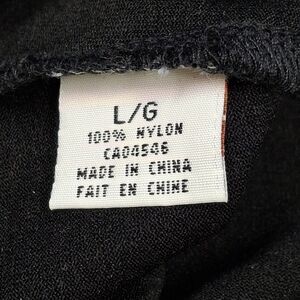 L/G
100% NYLON
CA04546
MADE IN CHINA
FAIT EN CHINE